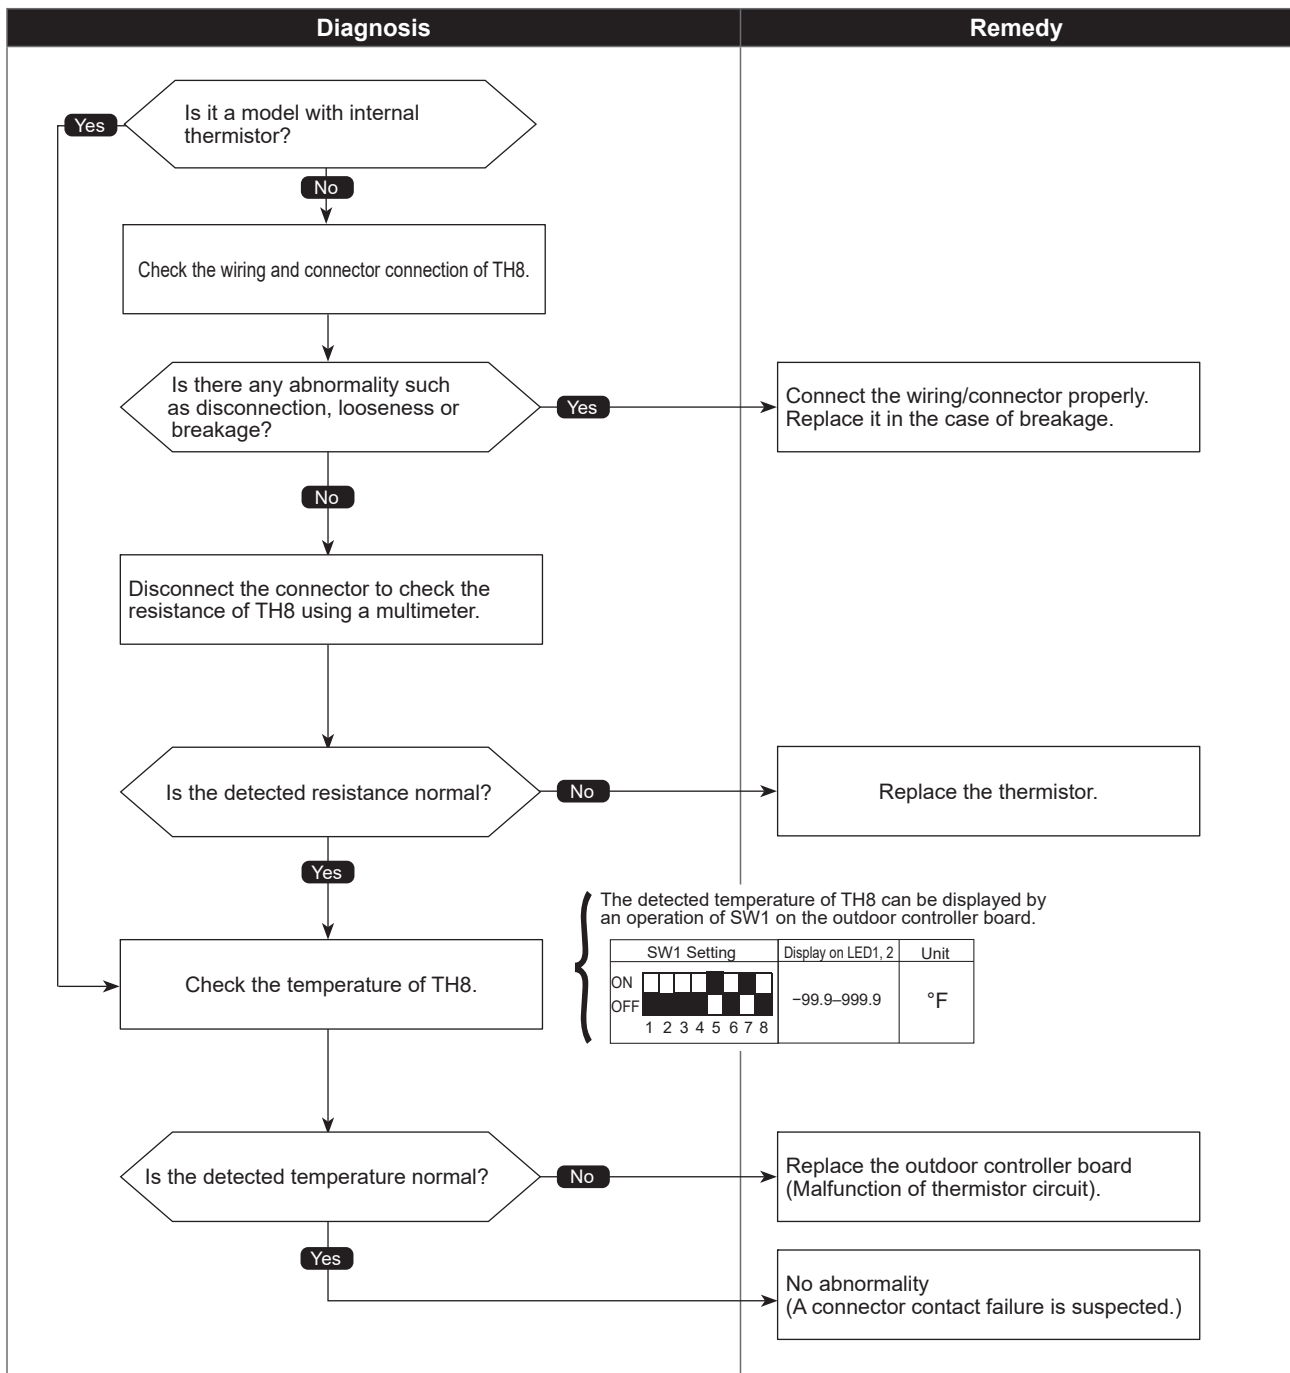 Diagnosis
Remedy
Is it a model with internal
thermistor?
Yes
No
Check the wiring and connector connection of TH8.
Is there any abnormality such
as disconnection, looseness or
breakage?
Yes
Connect the wiring/connector properly.
Replace it in the case of breakage.
No
Disconnect the connector to check the
resistance of TH8 using a multimeter.
Is the detected resistance normal?
No
Replace the thermistor.
Yes
The detected temperature of TH8 can be displayed by
an operation of SW1 on the outdoor controller board.
SW1 Setting
Display on LED1, 2
Unit
ON
OFF
1 2 3 4 5 6 7 8
−99.9–999.9
°F
Check the temperature of TH8.
Is the detected temperature normal?
No
Replace the outdoor controller board
(Malfunction of thermistor circuit).
Yes
No abnormality
(A connector contact failure is suspected.)